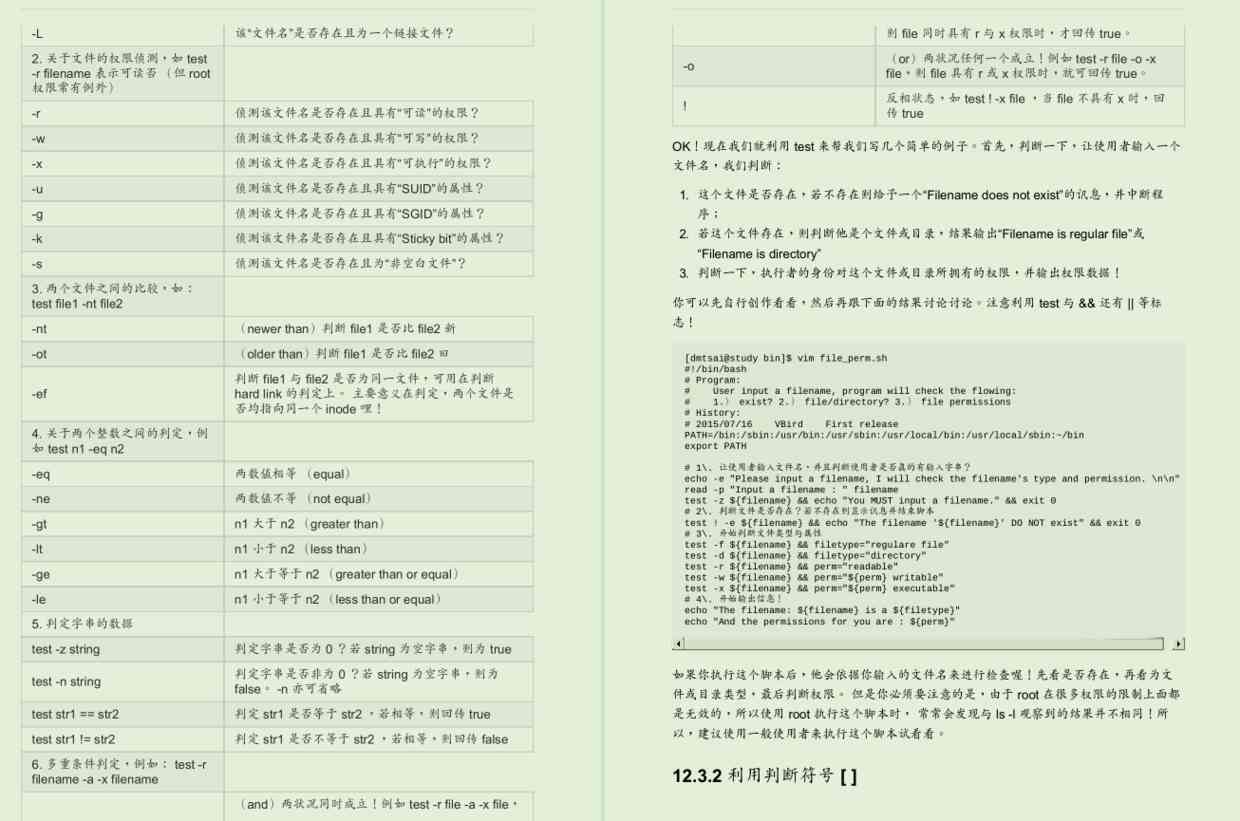 -L
该“文件名”是否存在且为一个链接文件?
2. 关于文件的权限侦测,如 test
-r filename 表示可读否 (但 root
权限常有例外)
-r
侦测该文件名是否存在且具有“可读”的权限?
-w
侦测该文件名是否存在且具有“可写”的权限?
-x
侦测该文件名是否存在且具有“可执行”的权限?
-u
侦测该文件名是否存在且具有“SUID”的属性?
-g
侦测该文件名是否存在且具有“SGID”的属性?
-k
侦测该文件名是否存在且具有“Sticky bit”的属性?
-s
侦测该文件名是否存在且为“非空白文件”?
3. 两个文件之间的比较,如:
test file1 -nt file2
-nt
(newer than)判断 file1 是否比 file2 新
-ot
(older than)判断 file1 是否比 file2 旧
-ef
判断 file1 与 file2 是否为同一文件,可用在判断
hard link 的判定上。 主要意义在判定,两个文件是
否均指向同一个 inode 哩!
4. 关于两个整数之间的判定,例
如 test n1 -eq n2
-eq
两数值相等 (equal)
-ne
两数值不等 (not equal)
-gt
n1 大于 n2 (greater than)
-lt
n1 小于 n2 (less than)
-ge
n1 大于等于 n2 (greater than or equal)
-le
n1 小于等于 n2 (less than or equal)
5. 判定字串的数据
test -z string
判定字串是否为 0 ?若 string 为空字串,则为 true
test -n string
判定字串是否非为 0 ?若 string 为空字串,则为
false。 -n 亦可省略
test str1 == str2
判定 str1 是否等于 str2 ,若相等,则回传 true
test str1 != str2
判定 str1 是否不等于 str2 ,若相等,则回传 false
6. 多重条件判定,例如: test -r
filename -a -x filename
(and)两状况同时成立!例如 test -r file -a -x file,
则 file 同时具有 r 与 x 权限时,才回传 true。
-o
(or)两状况任何一个成立!例如 test -r file -o -x
file,则 file 具有 r 或 x 权限时,就可回传 true。
!
反相状态,如 test ! -x file ,当 file 不具有 x 时,回
传 true
OK!现在我们就利用 test 来帮我们写几个简单的例子。首先,判断一下,让使用者输入一个
文件名,我们判断:
1. 这个文件是否存在,若不存在则给予一个“Filename does not exist”的讯息,并中断程
序;
2. 若这个文件存在,则判断他是个文件或目录,结果输出“Filename is regular file”或
“Filename is directory”
3. 判断一下,执行者的身份对这个文件或目录所拥有的权限,并输出权限数据!
你可以先自行创作看看,然后再跟下面的结果讨论讨论。注意利用 test 与 && 还有 || 等标
志!
[dmtsai@study bin]$ vim file_perm.sh
#!/bin/bash
# Program:
#    User input a filename, program will check the flowing:
#    1.) exist? 2.) file/directory? 3.) file permissions
# History:
# 2015/07/16    VBird    First release
PATH=/bin:/sbin:/usr/bin:/usr/sbin:/usr/local/bin:/usr/local/sbin:~/bin
export PATH
# 1\. 让使用者输入文件名,并且判断使用者是否真的有输入字串?
echo -e "Please input a filename, I will check the filename's type and permission. \n\n"
read -p "Input a filename : " filename
test -z ${filename} && echo "You MUST input a filename." && exit 0
# 2\. 判断文件是否存在?若不存在则显示讯息并结束脚本
test ! -e ${filename} && echo "The filename '${filename}' DO NOT exist" && exit 0
# 3\. 开始判断文件类型与属性
test -f ${filename} && filetype="regulare file"
test -d ${filename} && filetype="directory"
test -r ${filename} && perm="readable"
test -w ${filename} && perm="${perm} writable"
test -x ${filename} && perm="${perm} executable"
# 4\. 开始输出信息!
echo "The filename: ${filename} is a ${filetype}"
echo "And the permissions for you are : ${perm}"
如果你执行这个脚本后,他会依据你输入的文件名来进行检查喔!先看是否存在,再看为文
件或目录类型,最后判断权限。 但是你必须要注意的是,由于 root 在很多权限的限制上面都
是无效的,所以使用 root 执行这个脚本时, 常常会发现与 ls -l 观察到的结果并不相同!所
以,建议使用一般使用者来执行这个脚本试看看。
12.3.2 利用判断符号 [ ]